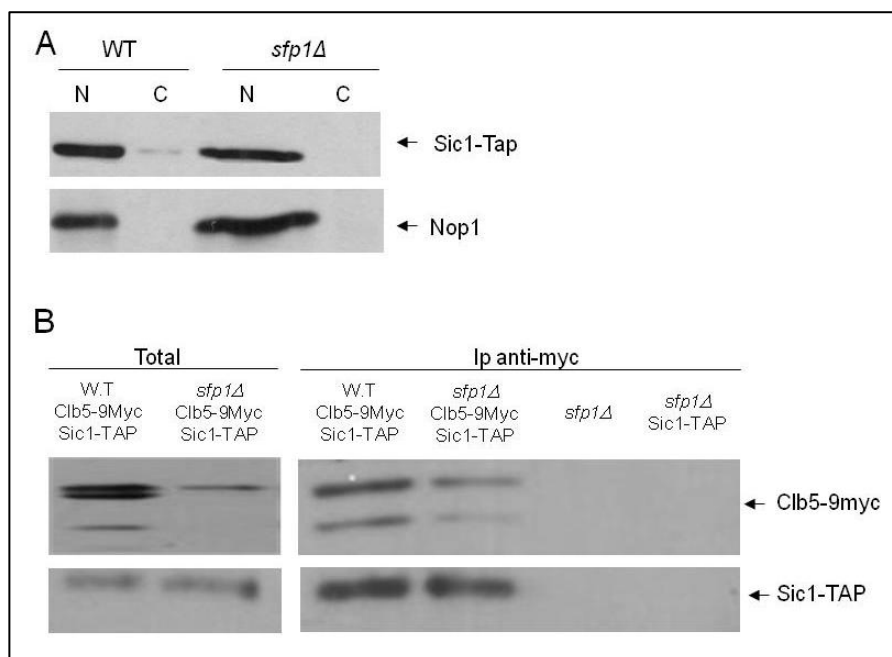 A
WT
sfp1Δ
N C N C
Sic1-Tap
Nop1
B
Total
Ip anti-myc
W.T
Clb5-9Myc
Sic1-TAP
sfp1Δ
Clb5-9Myc
Sic1-TAP
W.T
Clb5-9Myc
Sic1-TAP
sfp1Δ
Clb5-9Myc
Sic1-TAP
sfp1Δ
sfp1Δ
Sic1-TAP
Clb5-9myc
Sic1-TAP